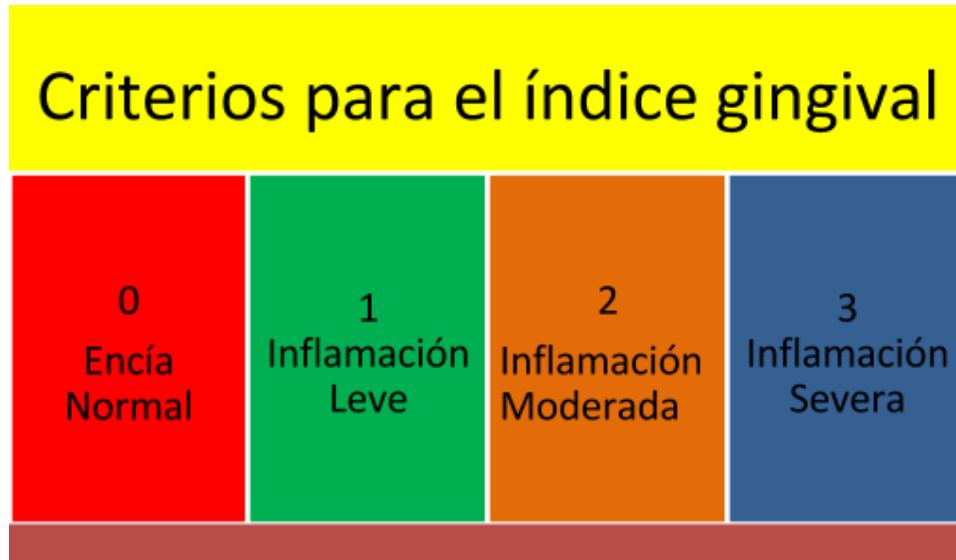 Criterios para el índice gingival
0
Encía
Normal
1
Inflamación
Leve
2
Inflamación
Moderada
3
Inflamación
Severa